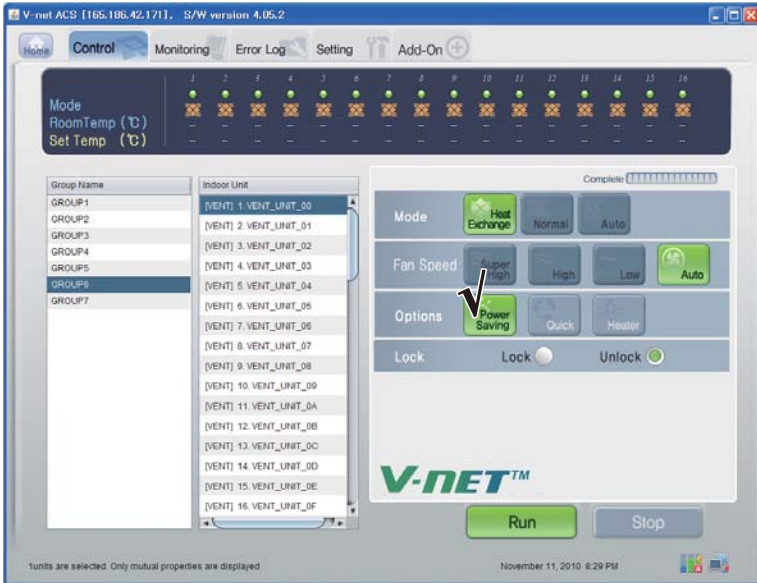 V-net ACS [165.186.42.171], S/W version 4.05.2
Home Control Monitoring Error Log Setting Add-On
1 2 3 4 5 6 7 8 9 10 11 12 13 14 15 16
Mode
RoomTemp (℃) -- -- -- -- -- -- -- -- -- -- -- -- -- -- -- --
Set Temp (℃) -- -- -- -- -- -- -- -- -- -- -- -- -- -- -- --
Complete
Group Name
GROUP1
GROUP2
GROUP3
GROUP4
GROUP5
GROUP6
GROUP7
Indoor Unit
[VENT] 1. VENT_UNIT_00
[VENT] 2. VENT_UNIT_01
[VENT] 3. VENT_UNIT_02
[VENT] 4. VENT_UNIT_03
[VENT] 5. VENT_UNIT_04
[VENT] 6. VENT_UNIT_05
[VENT] 7. VENT_UNIT_06
[VENT] 8. VENT_UNIT_07
[VENT] 9. VENT_UNIT_08
[VENT] 10. VENT_UNIT_09
[VENT] 11. VENT_UNIT_0A
[VENT] 12. VENT_UNIT_0B
[VENT] 13. VENT_UNIT_0C
[VENT] 14. VENT_UNIT_0D
[VENT] 15. VENT_UNIT_0E
[VENT] 16. VENT_UNIT_0F
Mode Heat Exchange Normal Auto
Fan Speed Super High High Low Auto
Options Power Saving Quick Heater
Lock Lock Unlock
V-NET™
Run Stop
1units are selected. Only mutual properties are displayed.
November 11, 2010 8:29 PM